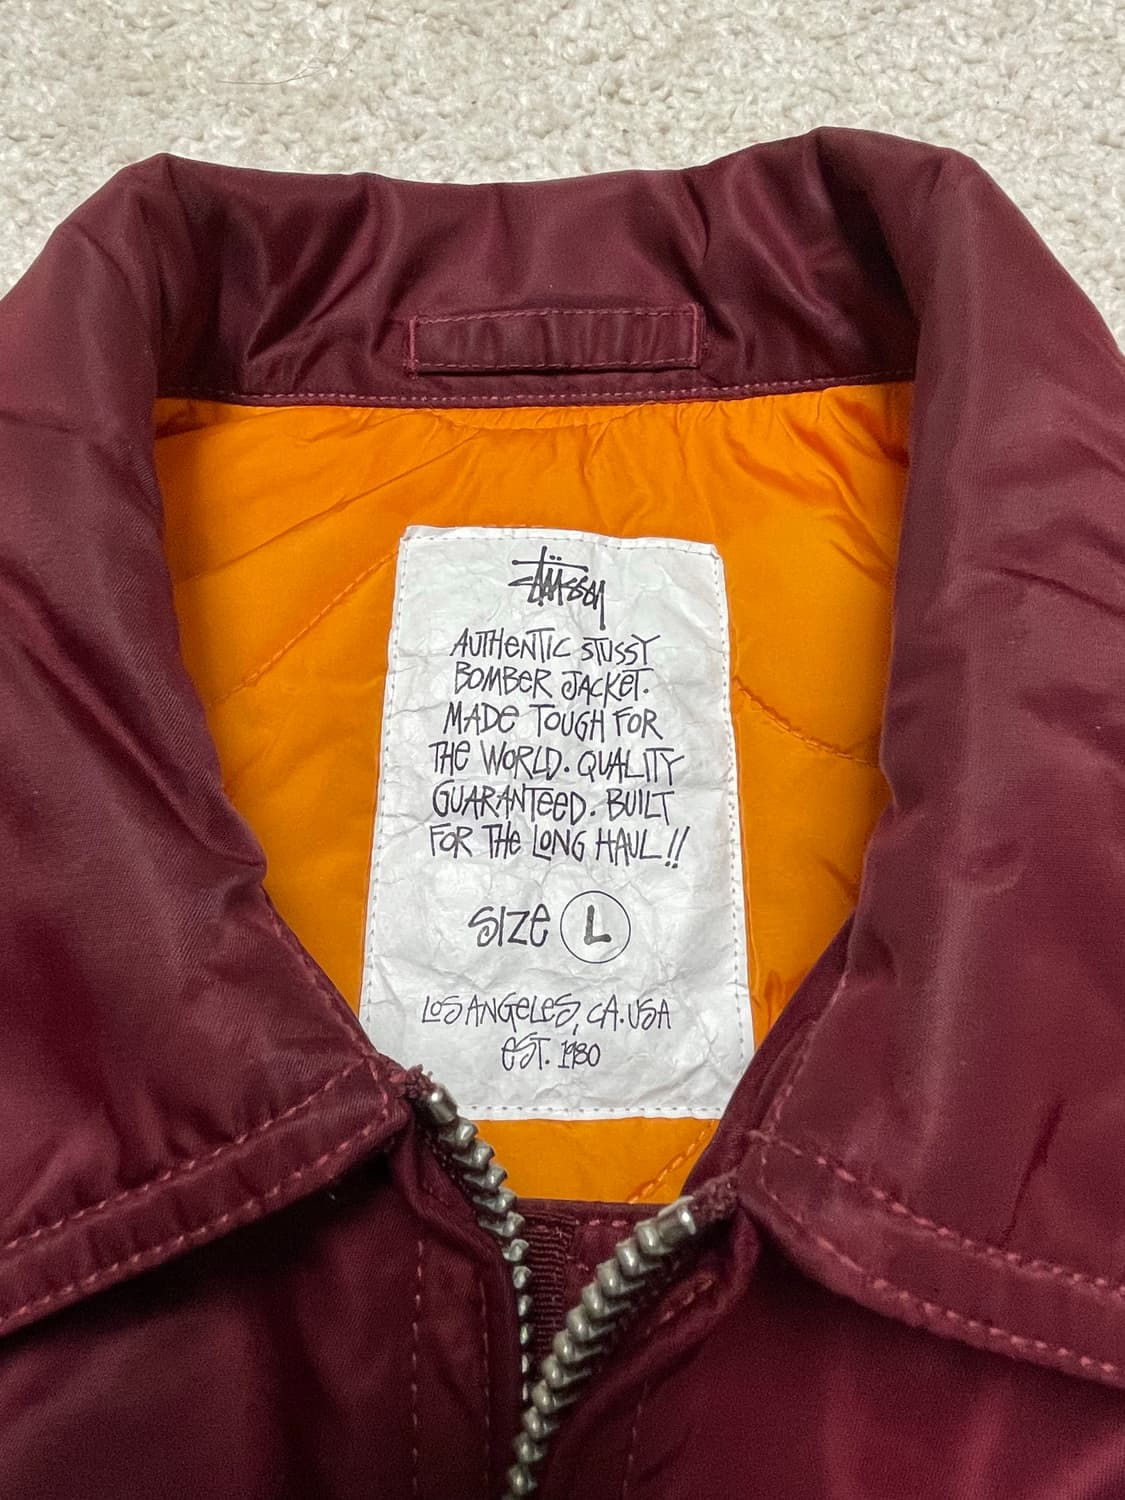 Stüssy
AUTHENTIC STUSSY
BOMBER JACKET.
MADE TOUGH FOR
THE WORLD. QUALITY
GUARANTEED. BUILT
FOR THE LONG HAUL!!
SIZE L
LOS ANGELES, CA. USA
EST. 1980